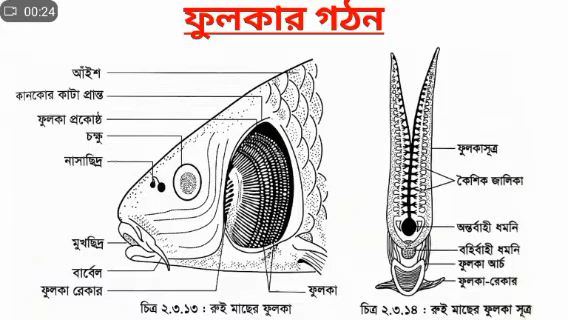 00:24
ফুলকার গঠন
আঁইশ
কানকোর কাটা প্রান্ত
ফুলকা প্রকোষ্ঠ
চক্ষু
নাসাছিদ্র
মুখছিদ্র
বার্বেল
ফুলকা রেকার
ফুলকা
চিত্র ২.৩.১৩ : রুই মাছের ফুলকা
ফুলকাসূত্র
কৈশিক জালিকা
অন্তর্বাহী ধমনি
বহির্বাহী ধমনি
ফুলকা আর্চ
ফুলকা-রেকার
চিত্র ২.৩.১৪ : রুই মাছের ফুলকা সূত্র